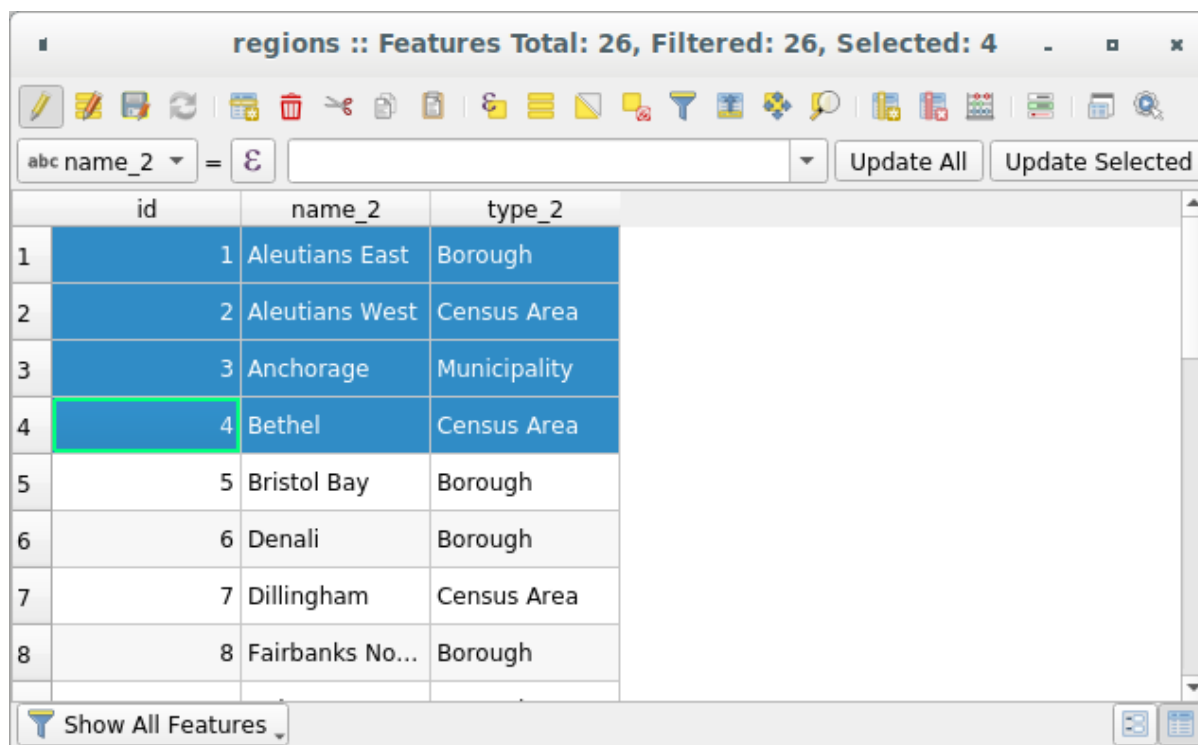 regions :: Features Total: 26, Filtered: 26, Selected: 4
abc name_2 = ε Update All Update Selected
id name_2 type_2
1 1 Aleutians East Borough
2 2 Aleutians West Census Area
3 3 Anchorage Municipality
4 4 Bethel Census Area
5 5 Bristol Bay Borough
6 6 Denali Borough
7 7 Dillingham Census Area
8 8 Fairbanks No... Borough
Show All Features